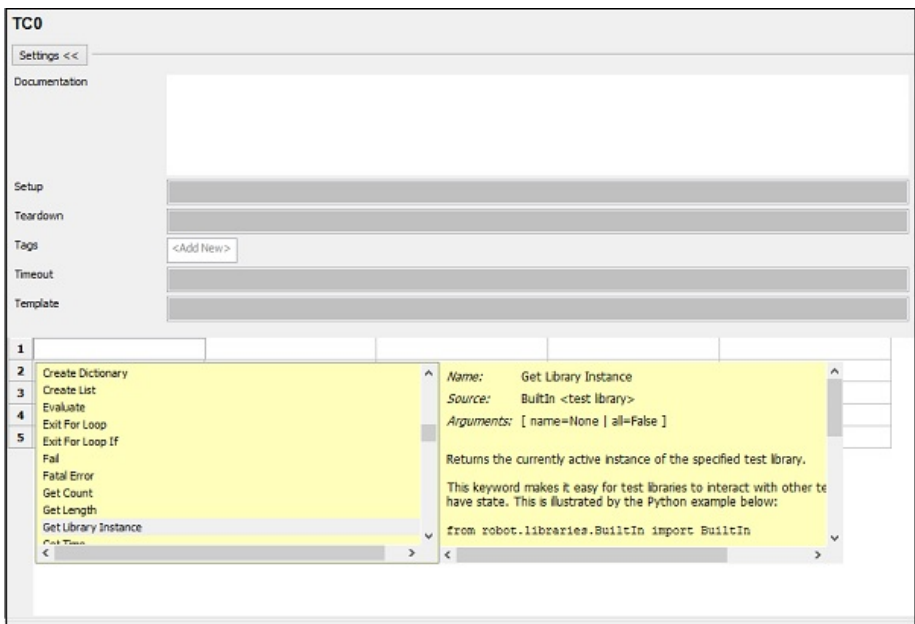 TC0
Settings <<
Documentation
Setup
Teardown
Tags
<Add New>
Timeout
Template
1
2
3
4
5
Create Dictionary
Create List
Evaluate
Exit For Loop
Exit For Loop If
Fail
Fatal Error
Get Count
Get Length
Get Library Instance
Name: Get Library Instance
Source: BuiltIn <test library>
Arguments: [ name=None | all=False ]
Returns the currently active instance of the specified test library.
This keyword makes it easy for test libraries to interact with other te
have state. This is illustrated by the Python example below:
from robot.libraries.BuiltIn import BuiltIn